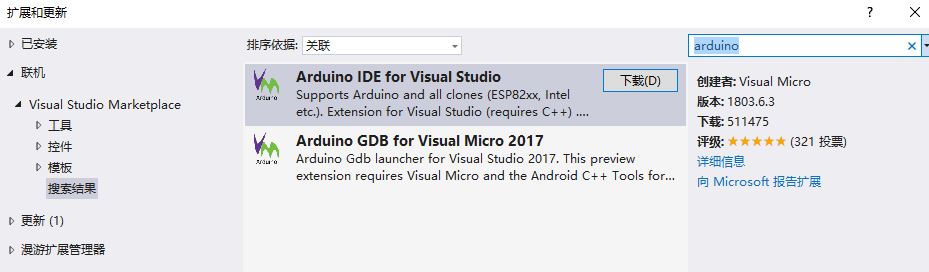 扩展和更新
? ×
已安装
联机
Visual Studio Marketplace
工具
控件
模板
搜索结果
更新 (1)
漫游扩展管理器
排序依据: 关联
Arduino IDE for Visual Studio
下载(D)
Supports Arduino and all clones (ESP82xx, Intel
etc.). Extension for Visual Studio (requires C++) ....
Arduino
Arduino GDB for Visual Micro 2017
Arduino Gdb launcher for Visual Studio 2017. This preview
extension requires Visual Micro and the Android C++ Tools for...
Arduino
arduino
创建者: Visual Micro
版本: 1803.6.3
下载: 511475
评级: ★★★★★ (321 投票)
详细信息
向 Microsoft 报告扩展